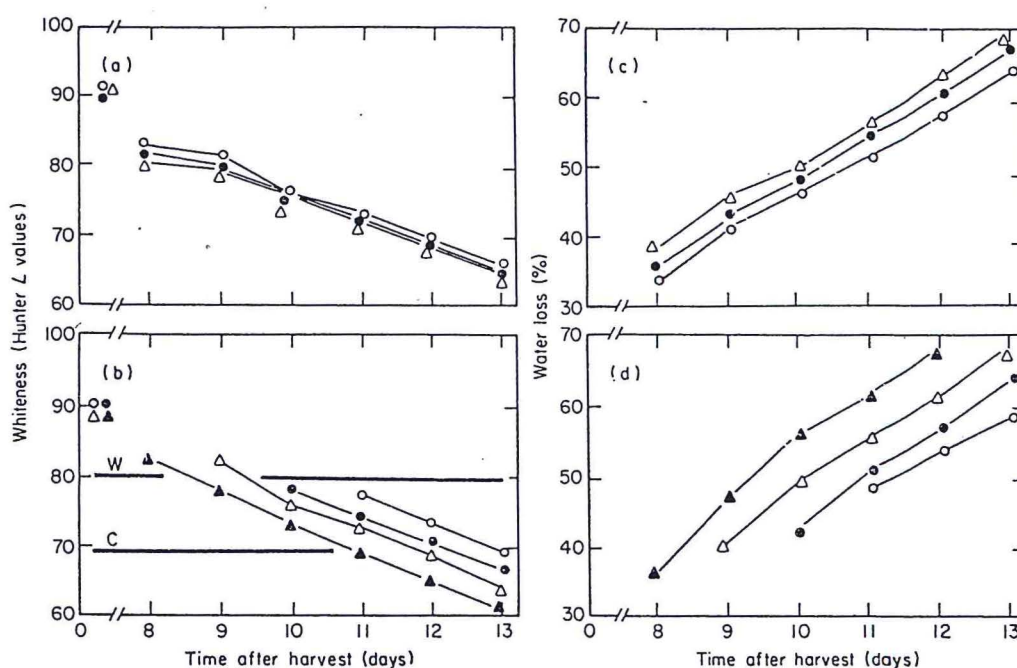 100
90
80
70
60
(a)
Whiteness (Hunter L values)
100
90
80
70
60
(b)
W
C
0 8 9 10 11 12 13
Time after harvest (days)
70
60
50
40
30
(c)
Water loss (%)
70
60
50
40
30
(d)
0 8 9 10 11 12 13
Time after harvest (days)